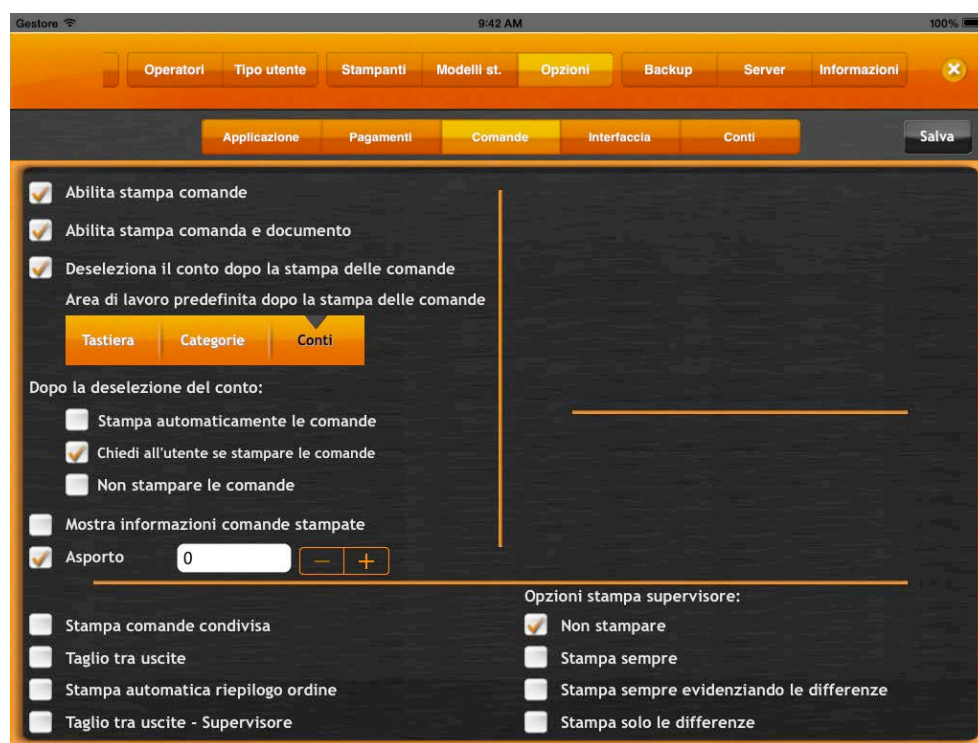 Gestore 9:42 AM 100%
Operatori Tipo utente Stampanti Modelli st. Opzioni Backup Server Informazioni
Applicazione Pagamenti Comande Interfaccia Conti Salva
Abilita stampa comande
Abilita stampa comanda e documento
Deseleziona il conto dopo la stampa delle comande
Area di lavoro predefinita dopo la stampa delle comande
Tastiera Categorie Conti
Dopo la deselezione del conto:
Stampa automaticamente le comande
Chiedi all'utente se stampare le comande
Non stampare le comande
Mostra informazioni comande stampate
Asporto 0 − +
Opzioni stampa supervisore:
Stampa comande condivisa Non stampare
Taglio tra uscite Stampa sempre
Stampa automatica riepilogo ordine Stampa sempre evidenziando le differenze
Taglio tra uscite - Supervisore Stampa solo le differenze